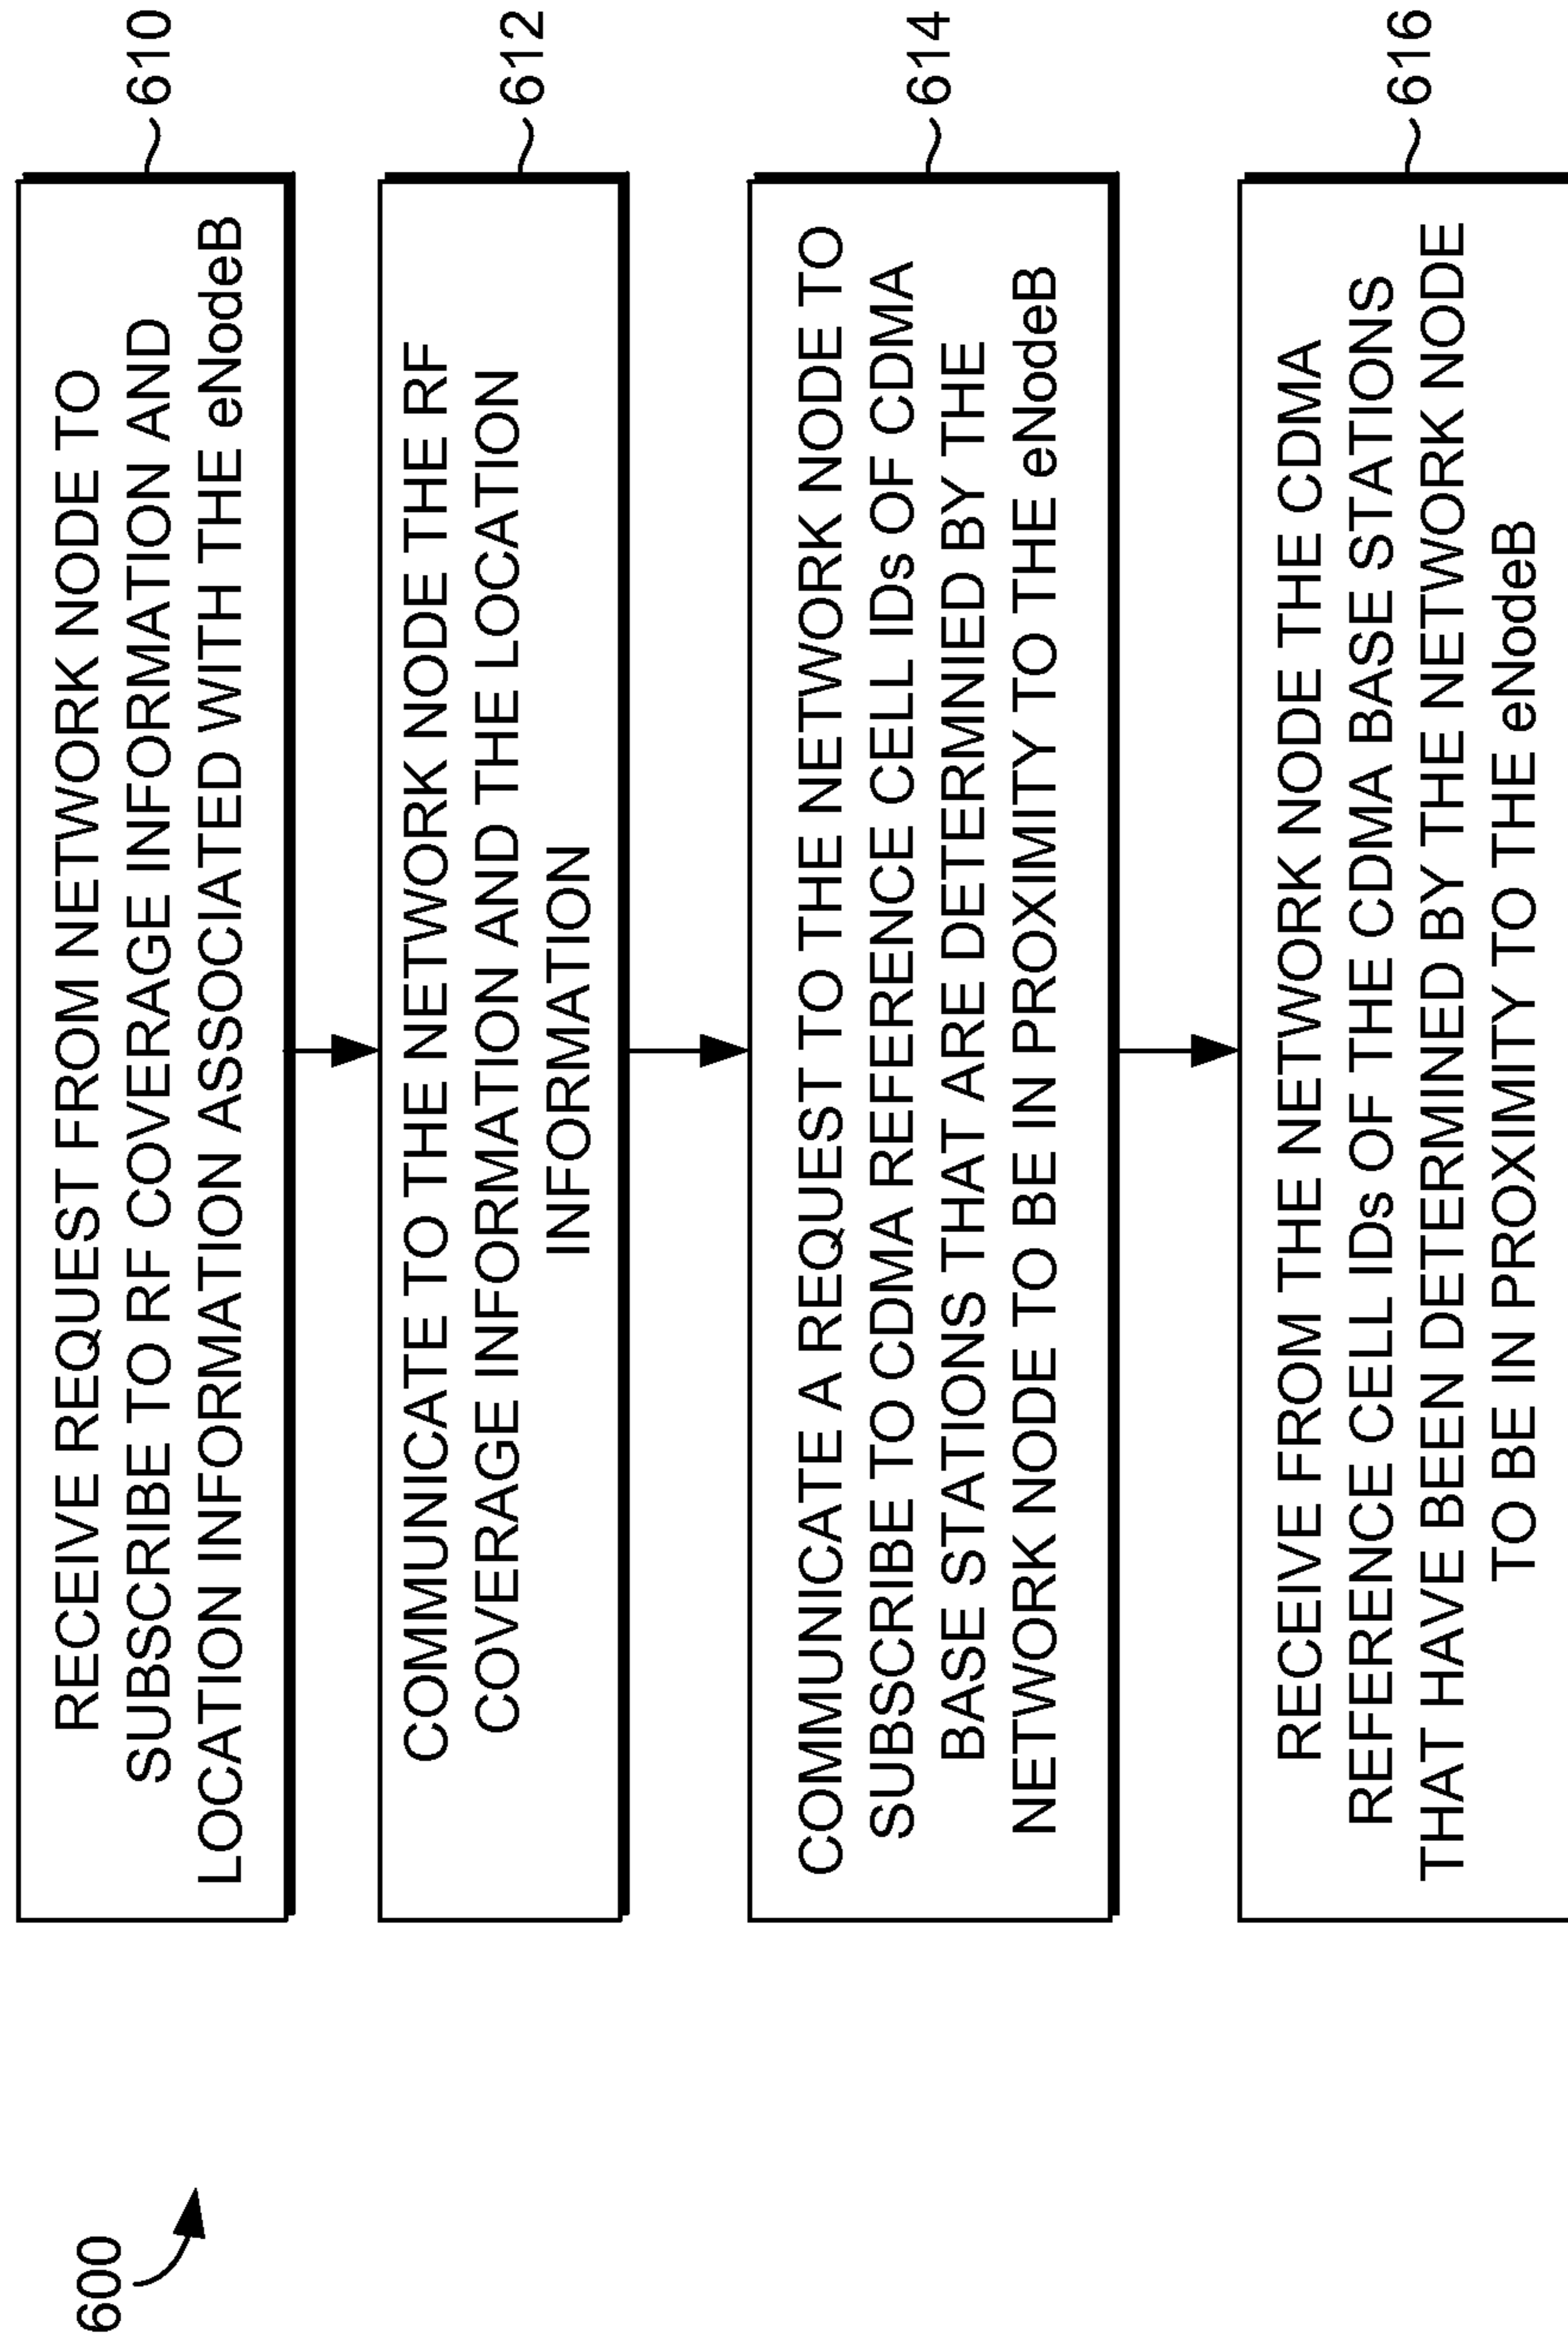 600
RECEIVE REQUEST FROM NETWORK NODE TO
SUBSCRIBE TO RF COVERAGE INFORMATION AND
LOCATION INFORMATION ASSOCIATED WITH THE eNodeB
610
COMMUNICATE TO THE NETWORK NODE THE RF
COVERAGE INFORMATION AND THE LOCATION
INFORMATION
612
COMMUNICATE A REQUEST TO THE NETWORK NODE TO
SUBSCRIBE TO CDMA REFERENCE CELL IDs OF CDMA
BASE STATIONS THAT ARE DETERMNIED BY THE
NETWORK NODE TO BE IN PROXIMITY TO THE eNodeB
614
RECEIVE FROM THE NETWORK NODE THE CDMA
REFERENCE CELL IDs OF THE CDMA BASE STATIONS
THAT HAVE BEEN DETERMINED BY THE NETWORK NODE
TO BE IN PROXIMITY TO THE eNodeB
616